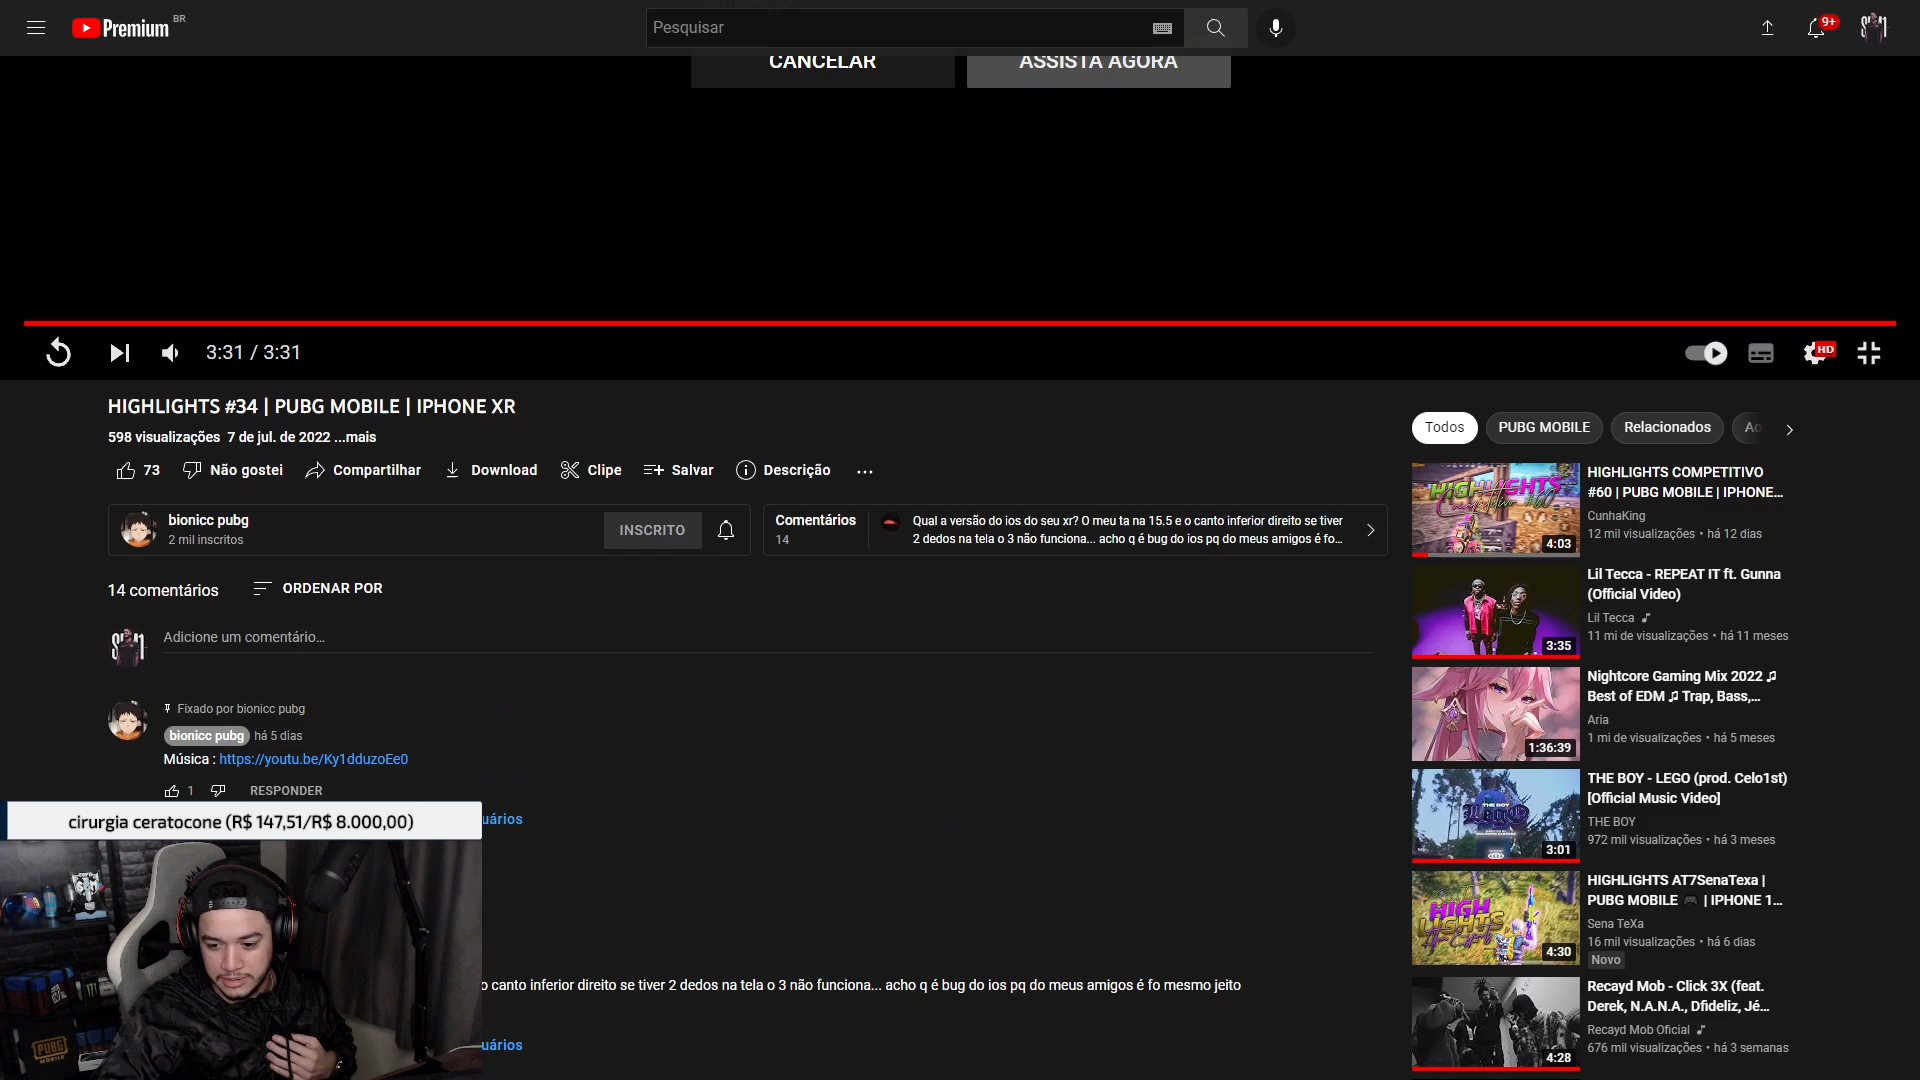 Premium BR
Pesquisar
9+
CANCELAR
ASSISTA AGORA
3:31 / 3:31
HD
HIGHLIGHTS #34 | PUBG MOBILE | IPHONE XR
598 visualizações 7 de jul. de 2022 ...mais
73 Não gostei Compartilhar Download Clipe Salvar Descrição ...
bionicc pubg
2 mil inscritos
INSCRITO
Comentários
14
Qual a versão do ios do seu xr? O meu ta na 15.5 e o canto inferior direito se tiver
2 dedos na tela o 3 não funciona... acho q é bug do ios pq do meus amigos é fo...
14 comentários
ORDENAR POR
Adicione um comentário...
Fixado por bionicc pubg
bionicc pubg há 5 dias
Música : https://youtu.be/Ky1dduzoEe0
1 RESPONDER
cirurgia ceratocone (R$ 147,51/R$ 8.000,00)
uários
o canto inferior direito se tiver 2 dedos na tela o 3 não funciona... acho q é bug do ios pq do meus amigos é fo mesmo jeito
uários
PUBG
MOBILE
Todos PUBG MOBILE Relacionados Ao
HIGHLIGHTS
Competitivo #60
4:03
HIGHLIGHTS COMPETITIVO
#60 | PUBG MOBILE | IPHONE...
CunhaKing
12 mil visualizações • há 12 dias
3:35
Lil Tecca - REPEAT IT ft. Gunna
(Official Video)
Lil Tecca
11 mi de visualizações • há 11 meses
1:36:39
Nightcore Gaming Mix 2022 ♫
Best of EDM ♫ Trap, Bass,...
Aria
1 mi de visualizações • há 5 meses
THE BOY
LEGO
3:01
THE BOY - LEGO (prod. Celo1st)
[Official Music Video]
THE BOY
972 mil visualizações • há 3 meses
HIGH
LIGHTS
4:30
HIGHLIGHTS AT7SenaTexa |
PUBG MOBILE 🎮 | IPHONE 1...
Sena TeXa
16 mil visualizações • há 6 dias
Novo
4:28
Recayd Mob - Click 3X (feat.
Derek, N.A.N.A., Dfideliz, Jé...
Recayd Mob Oficial
676 mil visualizações • há 3 semanas